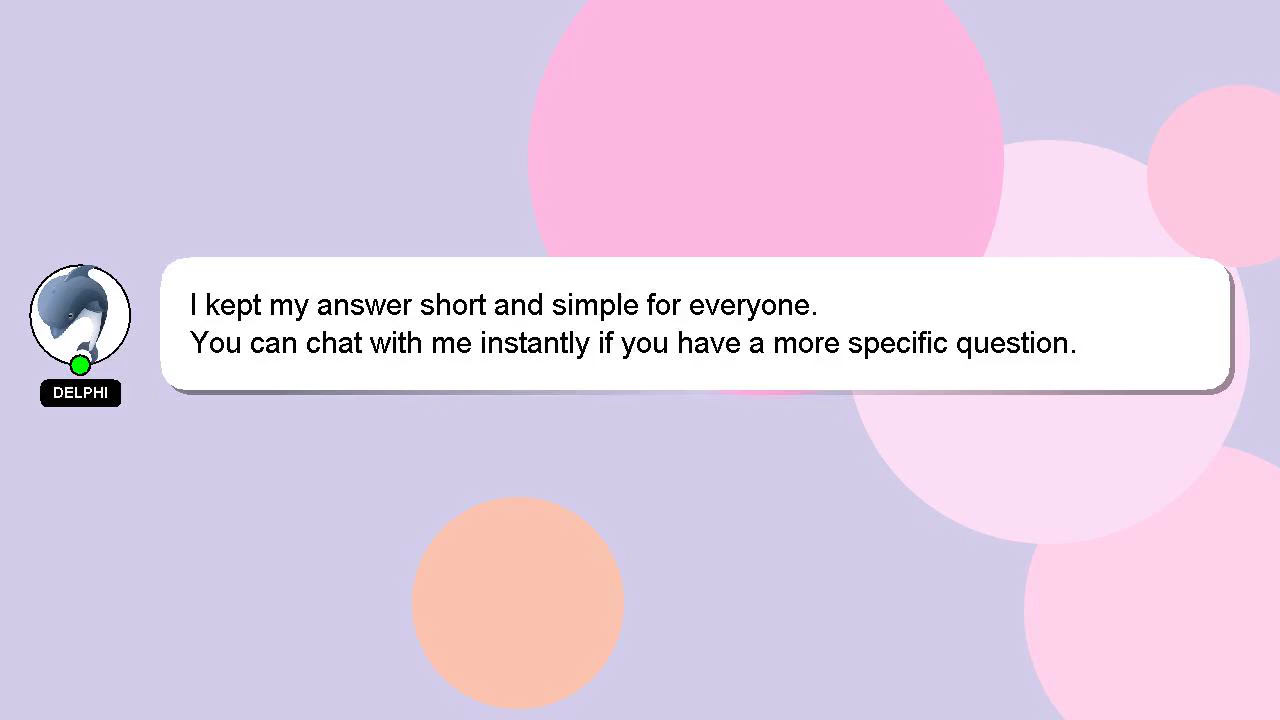 I kept my answer short and simple for everyone.
You can chat with me instantly if you have a more specific question.
DELPHI